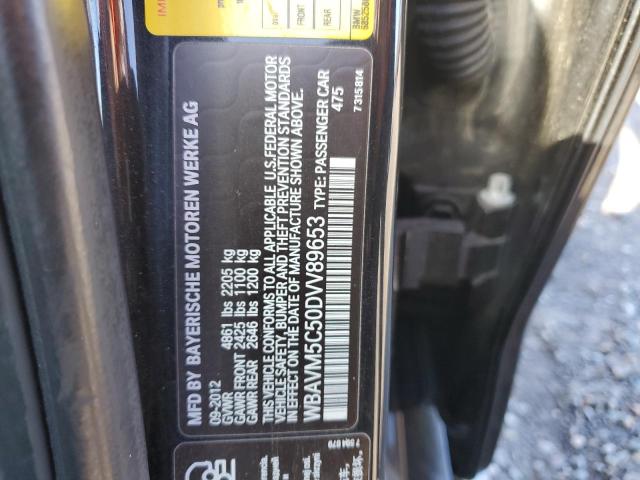 MFD BY BAYERISCHE MOTOREN WERKE AG
09-2012
GVWR 4861 lbs 2205 kg
GAWR FRONT 2425 lbs 1100 kg
GAWR REAR 2646 lbs 1200 kg
THIS VEHICLE CONFORMS TO ALL APPLICABLE U.S. FEDERAL MOTOR
VEHICLE SAFETY, BUMPER AND THEFT PREVENTION STANDARDS
IN EFFECT ON THE DATE OF MANUFACTURE SHOWN ABOVE.
WBAVM5C50DVV89653 TYPE: PASSENGER CAR
475
7 315 814
FRONT
REAR
BMW